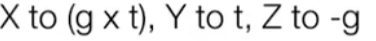 X to (g x t), Y to t, Z to -g